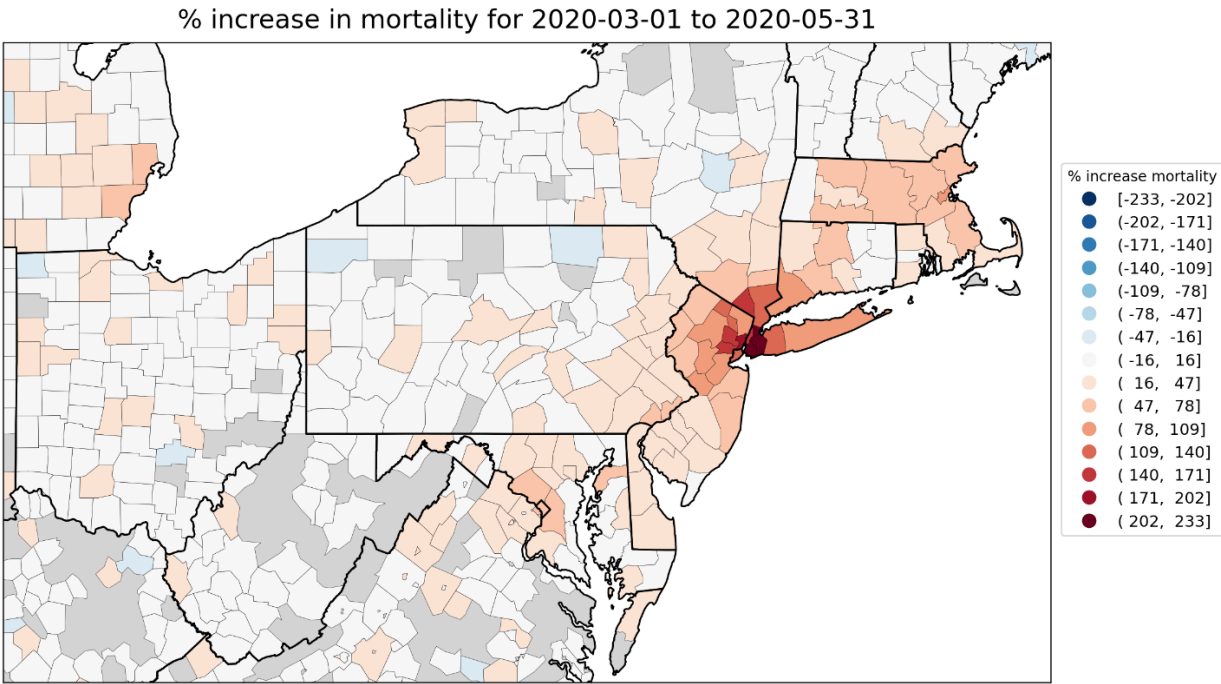 % increase in mortality for 2020-03-01 to 2020-05-31
% increase mortality
[-233, -202]
(-202, -171]
(-171, -140]
(-140, -109]
(-109, -78]
( -78, -47]
( -47, -16]
( -16, 16]
( 16, 47]
( 47, 78]
( 78, 109]
( 109, 140]
( 140, 171]
( 171, 202]
( 202, 233]